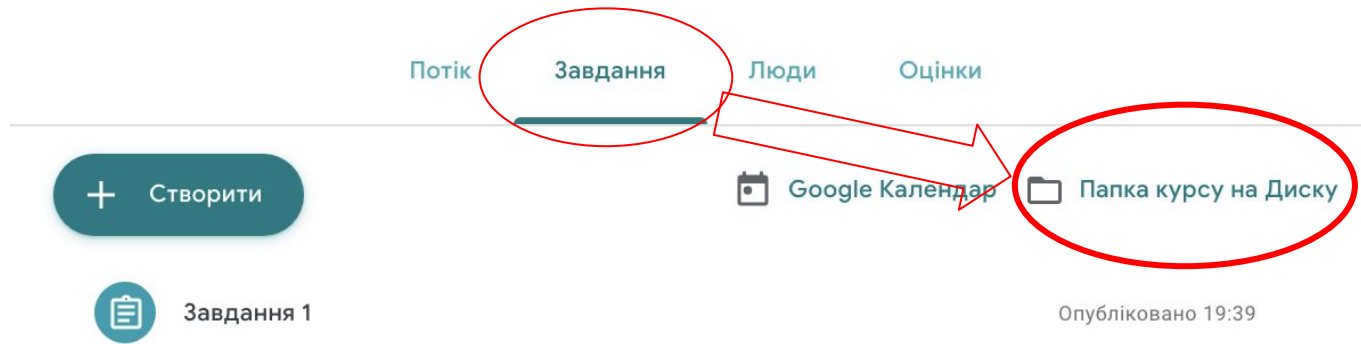 Потік Завдання Люди Оцінки
Створити Google Календар Папка курсу на Диску
Завдання 1 Опубліковано 19:39